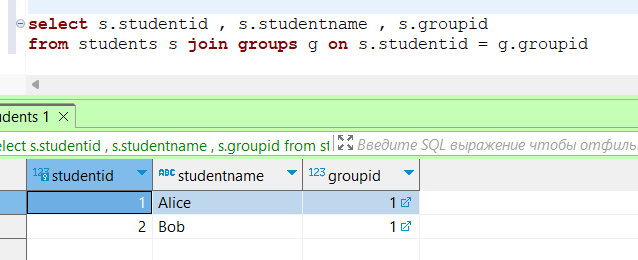 select s.studentid , s.studentname , s.groupid
from students s join groups g on s.studentid = g.groupid
udents 1
elect s.studentid , s.studentname , s.groupid from st Введите SQL выражение чтобы отфиль
123 studentid ABC studentname 123 groupid
1 Alice 1
2 Bob 1